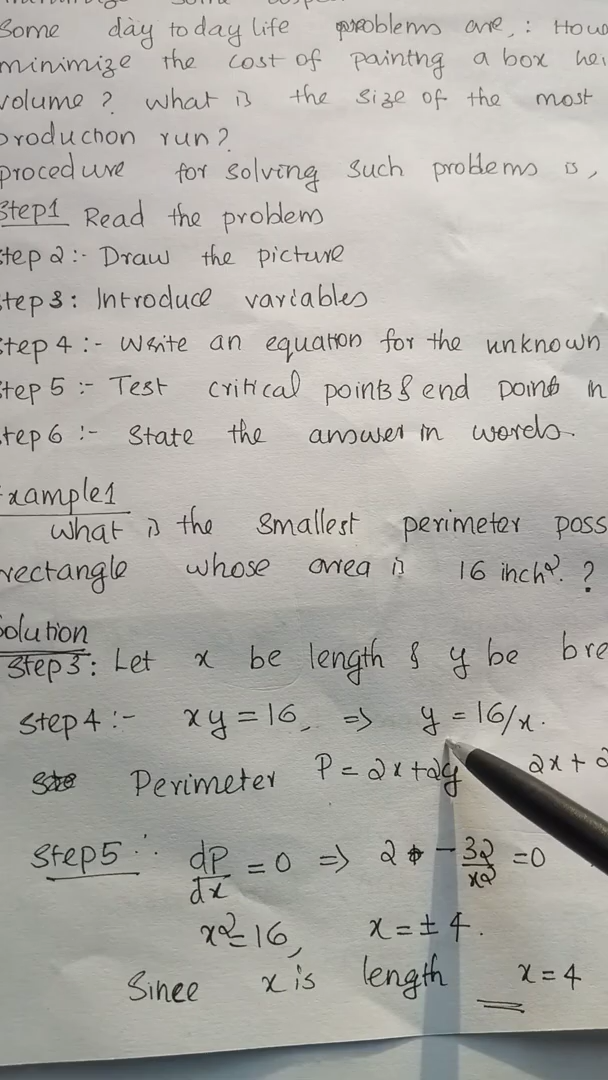 Some day to day life problems are, : How
minimize the cost of paintng a box
volume ? What is the size of the most
production run?
procedure for solving such problems is,
Step1 Read the problem
Step 2:- Draw the picture
Step 3: Introduce variables
Step 4 :- Write an equation for the unknown
Step 5 :- Test critical points & end points in
Step 6 :- State the answer in words.
Example1
What is the smallest perimeter poss
rectangle whose area is 16 inch². ?
Solution
Step3: Let x be length & y be bre
Step4 :- xy = 16, => y = 16/x.
Perimeter P = 2x+2y 2x + 2
Step5 :- dP/dx = 0 => 2 - 32/x2 = 0
x² = 16, x = ± 4.
Since x is length x = 4